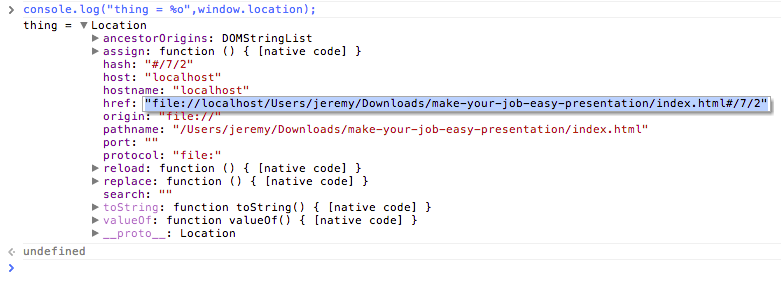 console.log("thing = %o",window.location);
thing = Location
ancestorOrigins: DOMStringList
assign: function () { [native code] }
hash: "#/7/2"
host: "localhost"
hostname: "localhost"
href: "file://localhost/Users/jeremy/Downloads/make-your-job-easy-presentation/index.html#/7/2"
origin: "file://"
pathname: "/Users/jeremy/Downloads/make-your-job-easy-presentation/index.html"
port: ""
protocol: "file:"
reload: function () { [native code] }
replace: function () { [native code] }
search: ""
toString: function toString() { [native code] }
valueOf: function valueOf() { [native code] }
__proto__: Location
undefined